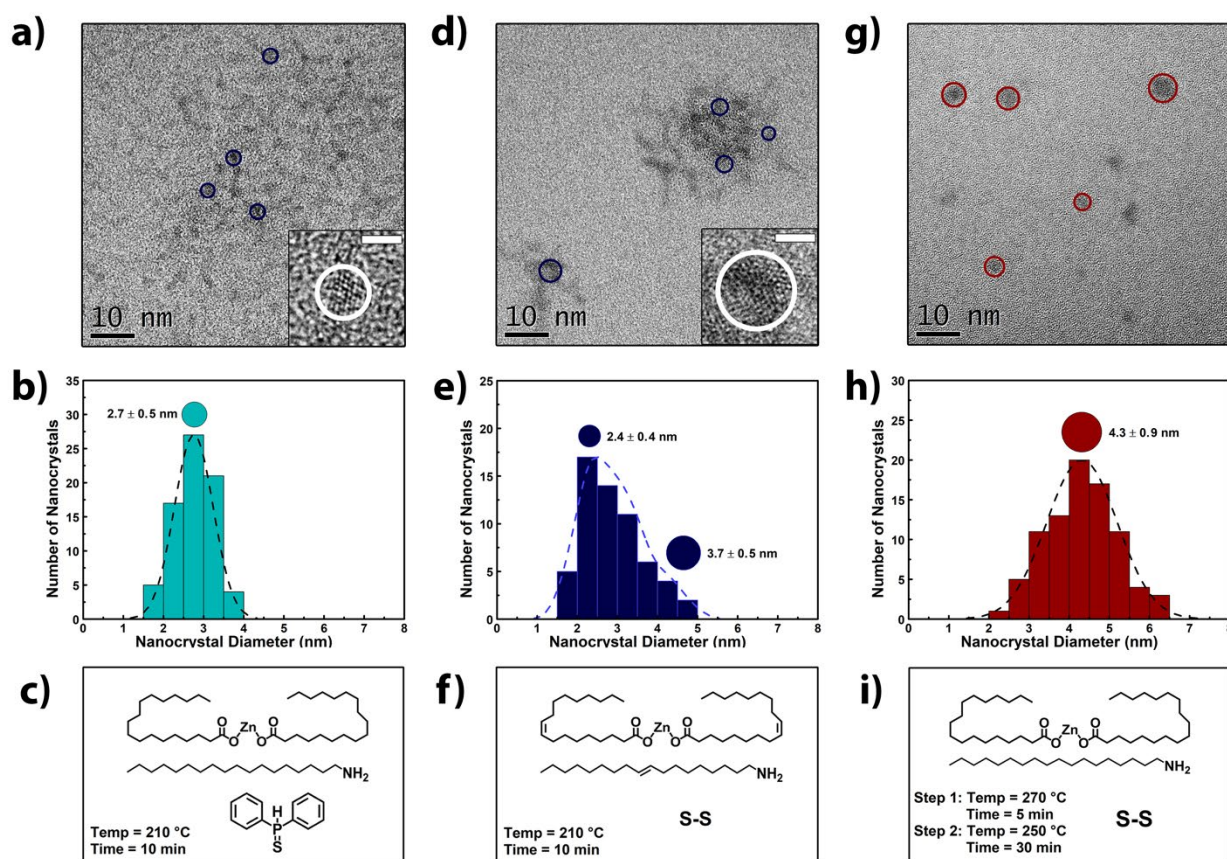 a)
10 nm
d)
10 nm
g)
10 nm
b)
35
30
25
20
15
10
5
0
Number of Nanocrystals
2.7 ± 0.5 nm
0 1 2 3 4 5 6 7 8
Nanocrystal Diameter (nm)
e)
25
20
15
10
5
0
Number of Nanocrystals
2.4 ± 0.4 nm
3.7 ± 0.5 nm
0 1 2 3 4 5 6 7 8
Nanocrystal Diameter (nm)
h)
30
25
20
15
10
5
0
Number of Nanocrystals
4.3 ± 0.9 nm
0 1 2 3 4 5 6 7
Nanocrystal Diameter (nm)
c)
O Zn O
O O
NH2
H
P
S
Temp = 210 °C
Time = 10 min
f)
O Zn O
O O
NH2
S-S
Temp = 210 °C
Time = 10 min
i)
O Zn O
O O
NH2
Step 1: Temp = 270 °C
Time = 5 min
Step 2: Temp = 250 °C
Time = 30 min
S-S